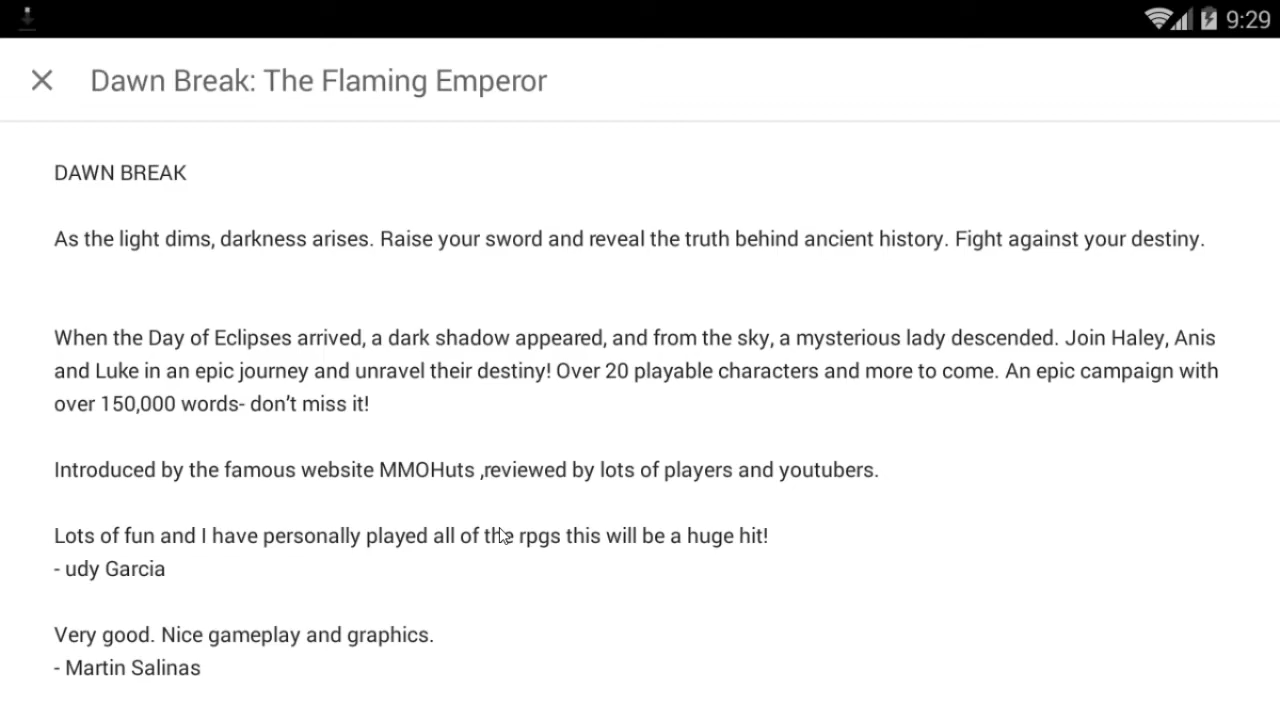 9:29
Dawn Break: The Flaming Emperor
DAWN BREAK
As the light dims, darkness arises. Raise your sword and reveal the truth behind ancient history. Fight against your destiny.
When the Day of Eclipses arrived, a dark shadow appeared, and from the sky, a mysterious lady descended. Join Haley, Anis
and Luke in an epic journey and unravel their destiny! Over 20 playable characters and more to come. An epic campaign with
over 150,000 words- don’t miss it!
Introduced by the famous website MMOHuts ,reviewed by lots of players and youtubers.
Lots of fun and I have personally played all of the rpgs this will be a huge hit!
- udy Garcia
Very good. Nice gameplay and graphics.
- Martin Salinas